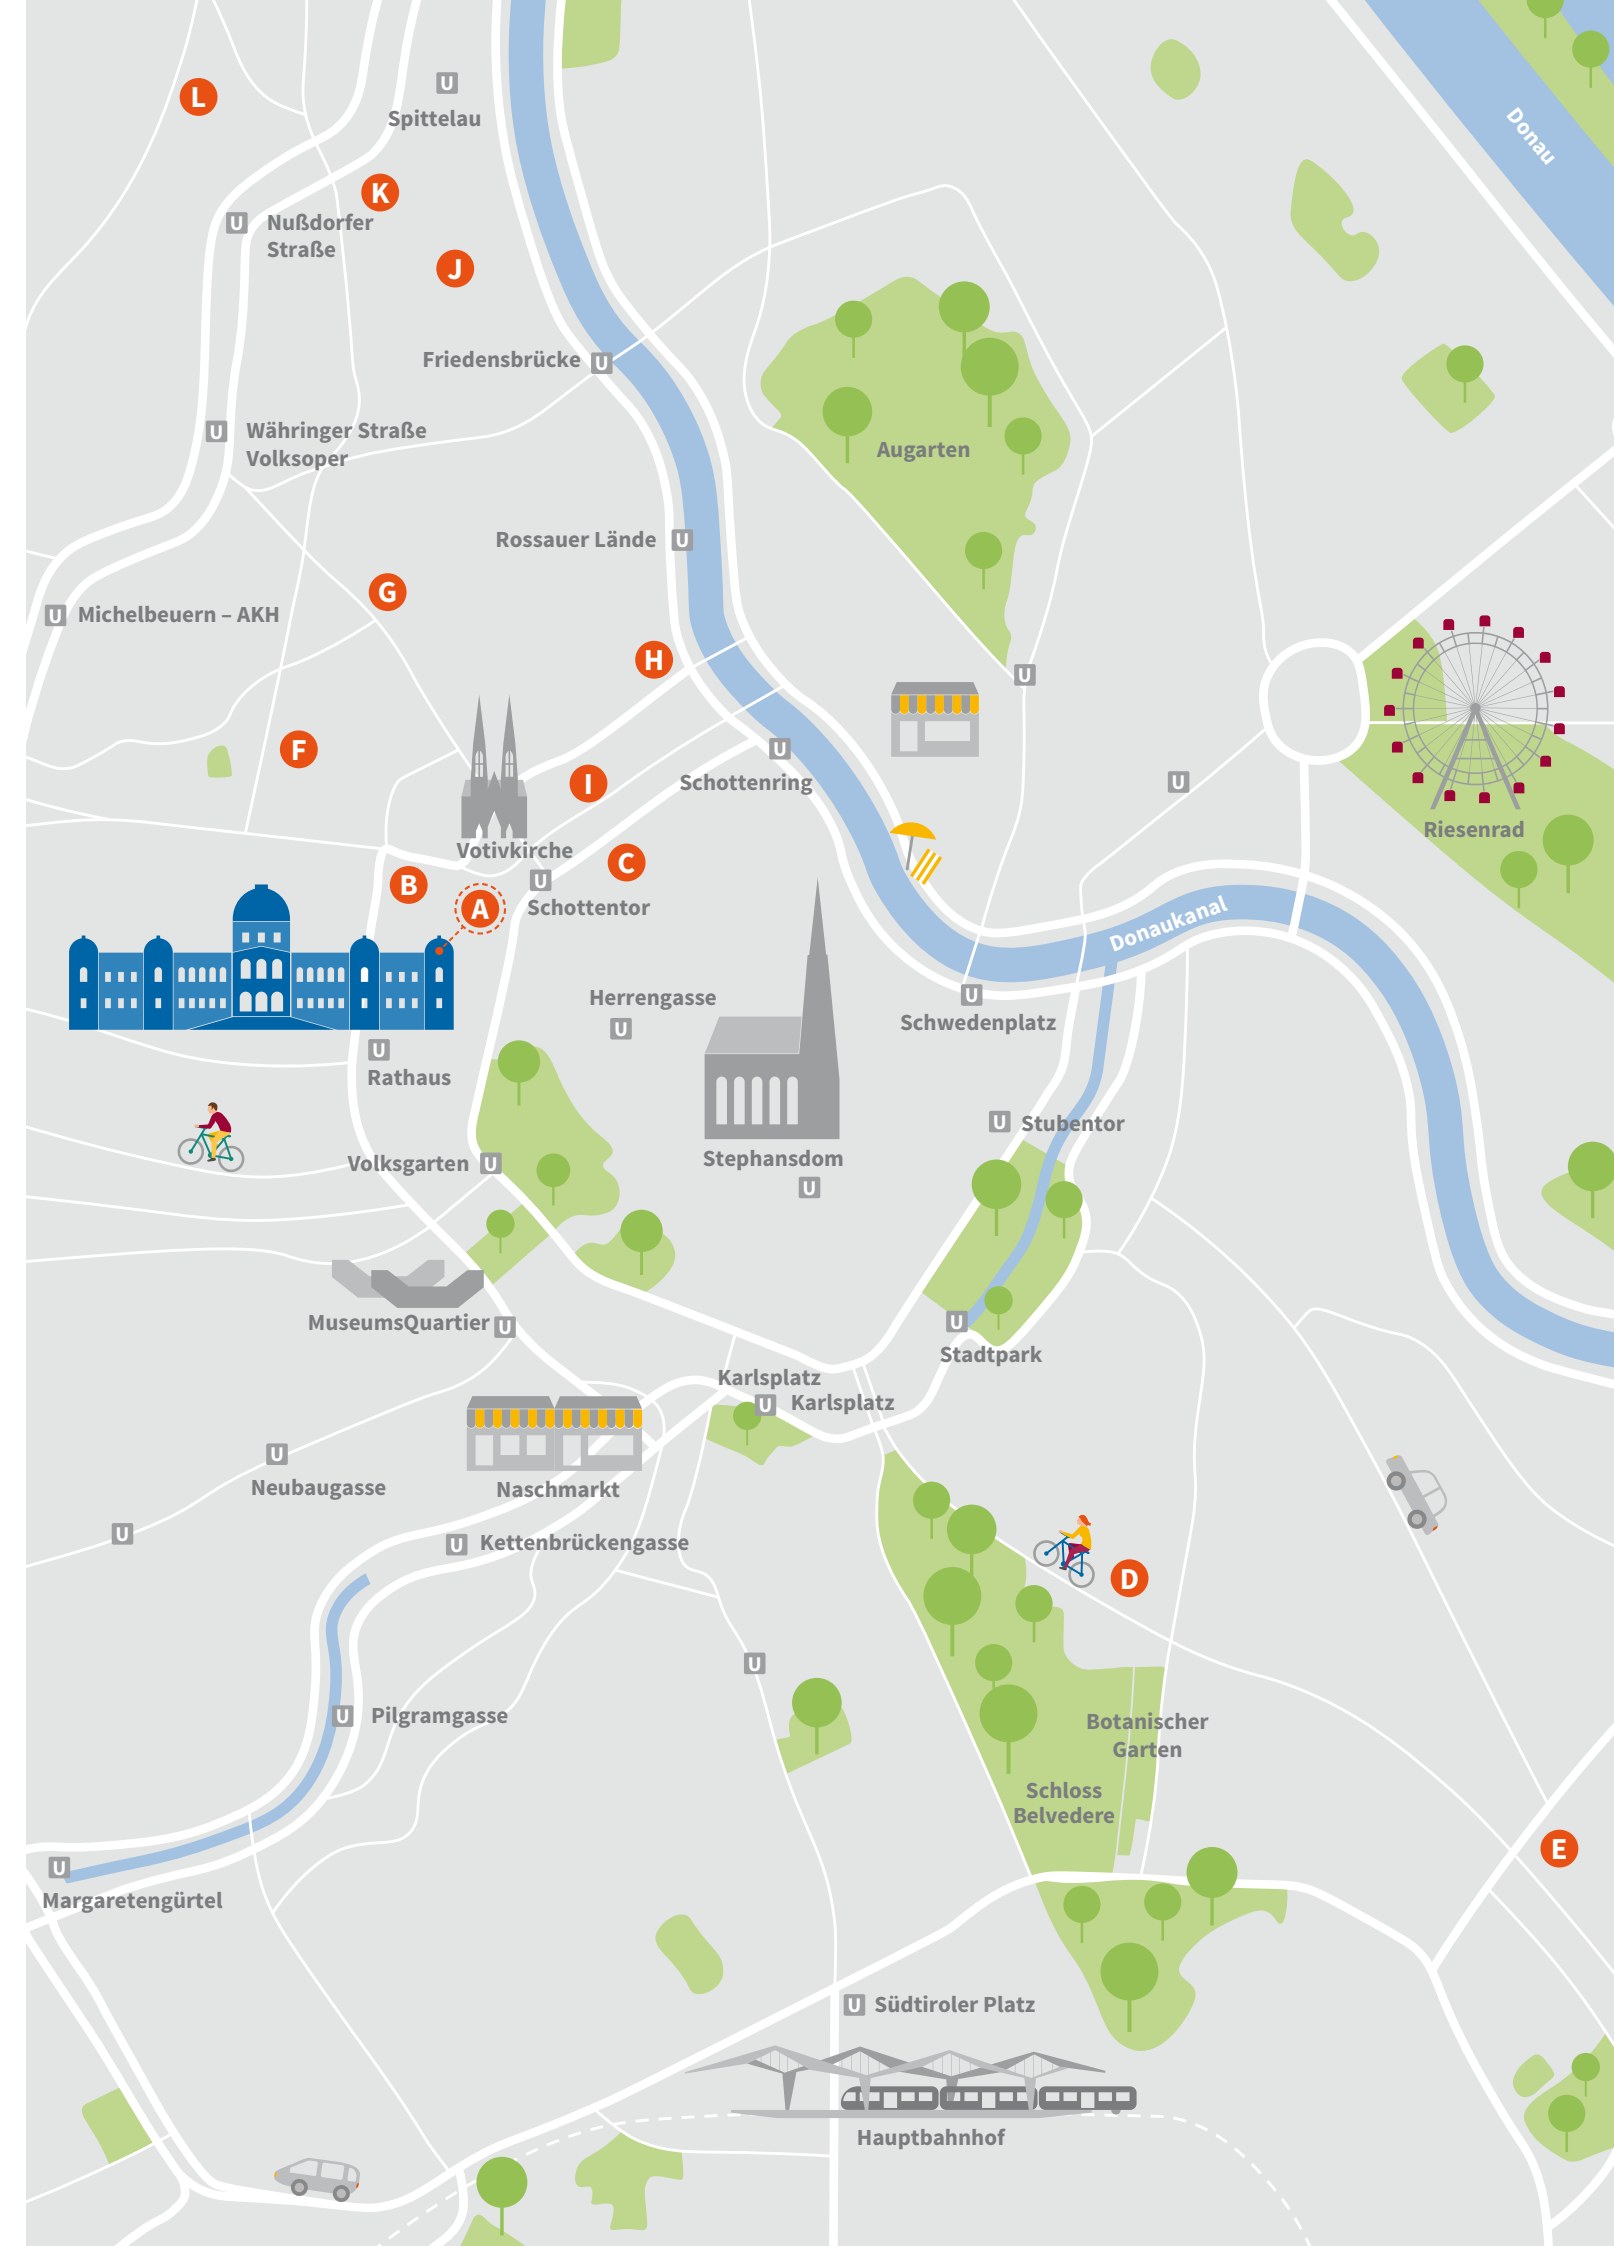 L
U
Spittelau
Donau
K
U
Nußdorfer
Straße
J
Friedensbrücke
U
U
Währinger Straße
Volksoper
Augarten
Rossauer Lände
U
G
U
Michelbeuern – AKH
H
U
F
U
Schottenring
I
U
Riesenrad
Votivkirche
C
B
U
A
Schottentor
Donaukanal
Herrengasse
U
U
Schwedenplatz
U
Rathaus
U
Stubentor
Volksgarten
U
Stephansdom
U
MuseumsQuartier
U
U
Stadtpark
Karlsplatz
U
Karlsplatz
U
Neubaugasse
Naschmarkt
U
U
Kettenbrückengasse
D
U
U
Pilgramgasse
Botanischer
Garten
Schloss
Belvedere
E
U
Margaretengürtel
U
Südtiroler Platz
Hauptbahnhof